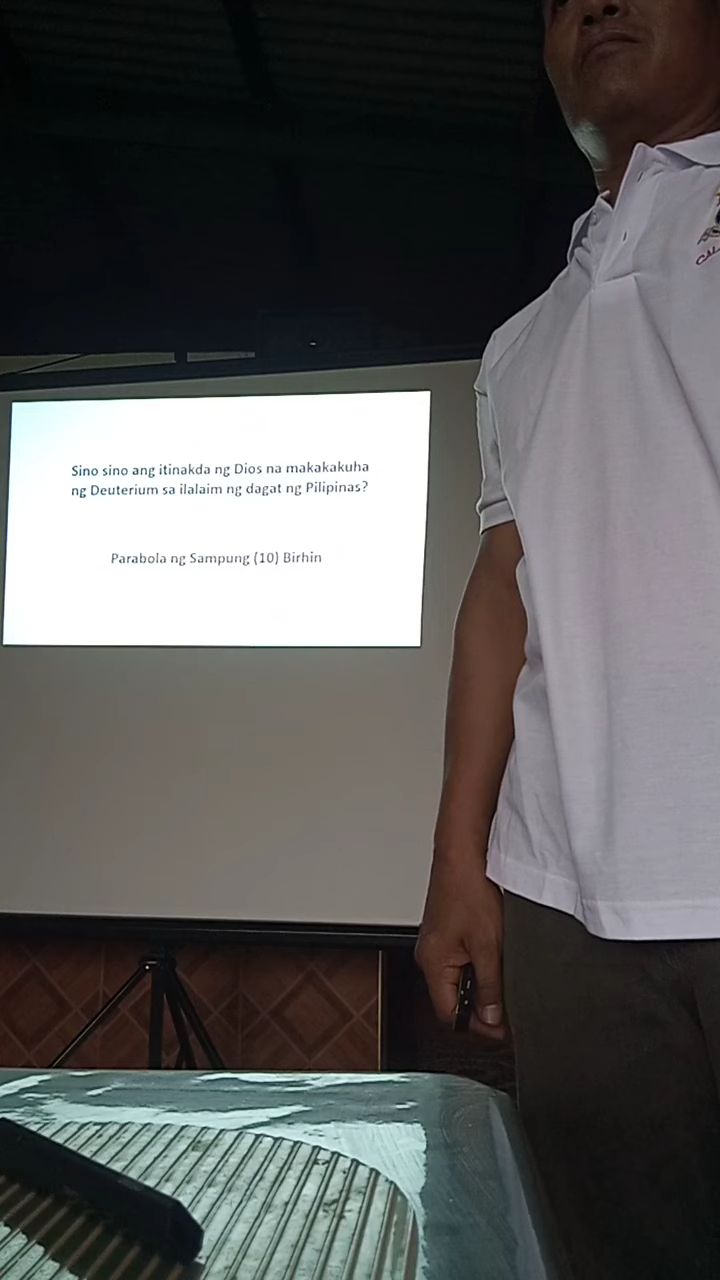 Sino sino ang itinakda ng Dios na makakakuha
ng Deuterium sa ilalaim ng dagat ng Pilipinas?
Parabola ng Sampung (10) Birhin